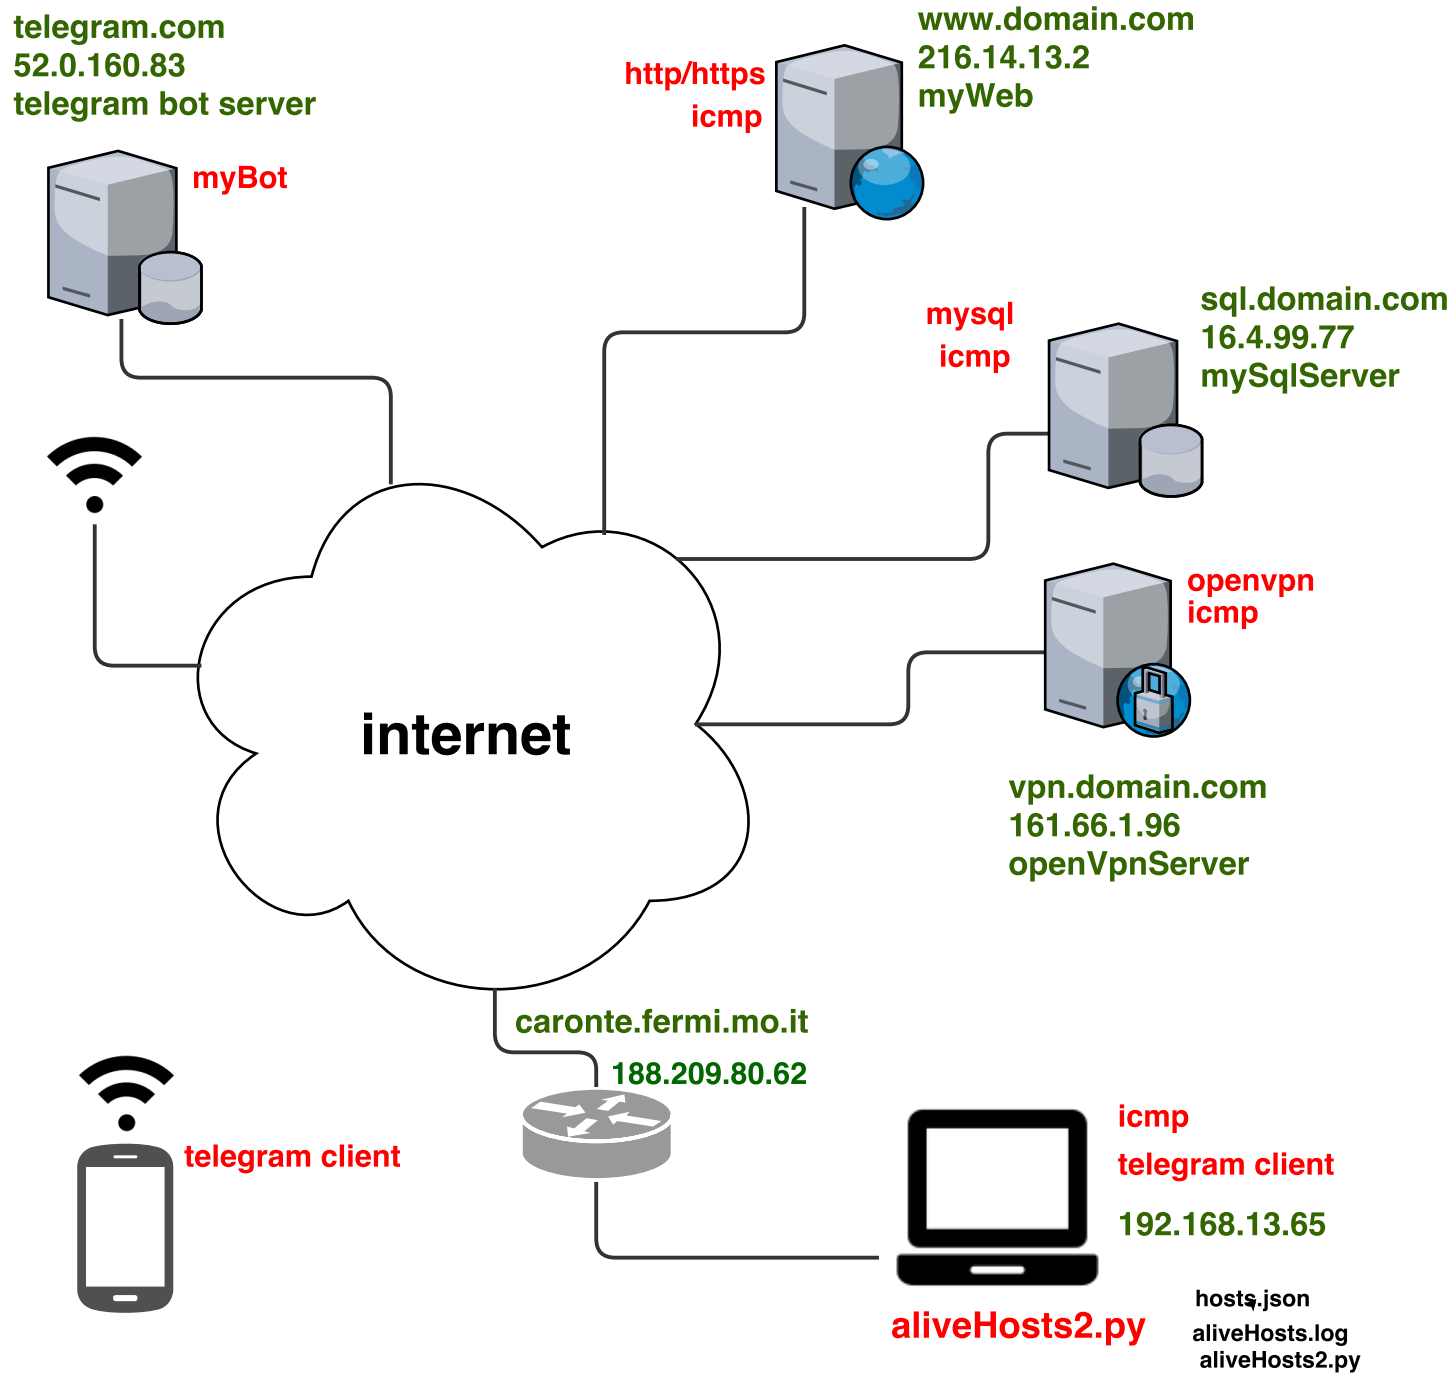 telegram.com
52.0.160.83
telegram bot server
myBot
www.domain.com
216.14.13.2
myWeb
http/https
icmp
sql.domain.com
16.4.99.77
mySqlServer
mysql
icmp
openvpn
icmp
vpn.domain.com
161.66.1.96
openVpnServer
internet
caronte.fermi.mo.it
188.209.80.62
telegram client
icmp
telegram client
192.168.13.65
aliveHosts2.py
hosts.json
aliveHosts.log
aliveHosts2.py